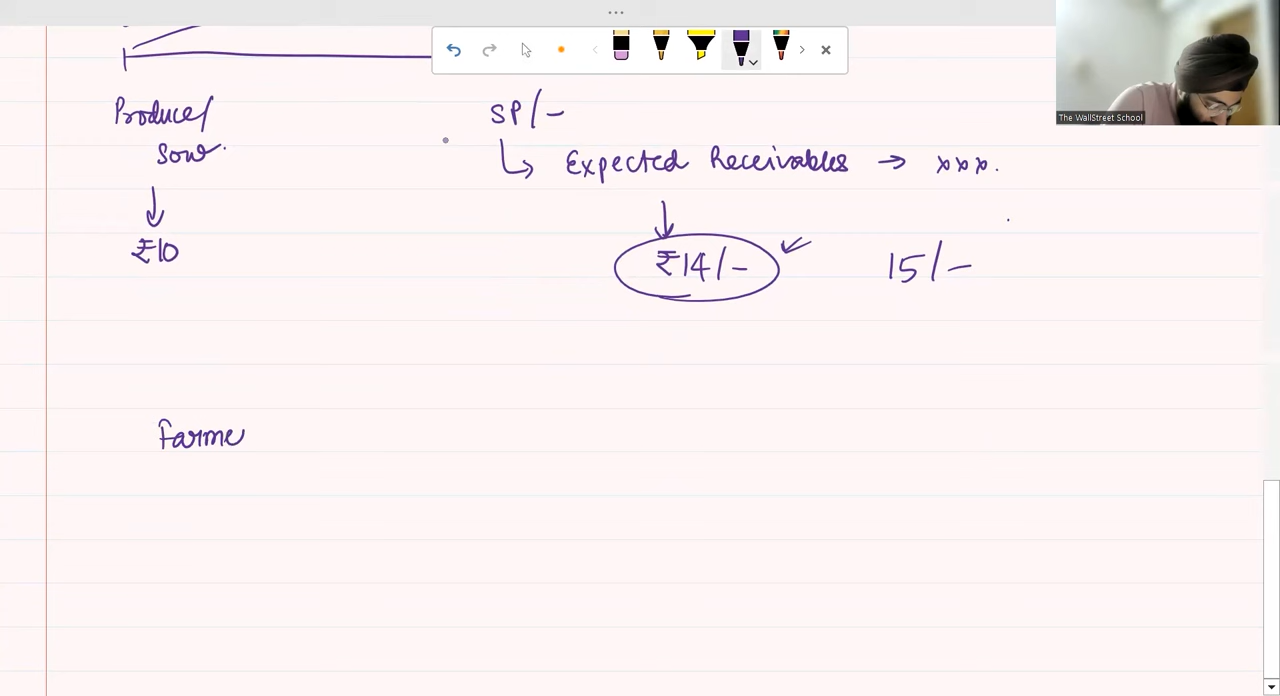 The WallStreet School
Produce/
Sow.
SP/-
↳ Expected Receivables → xxx.
↓
↓
₹10
₹14/-
15/-
Farme